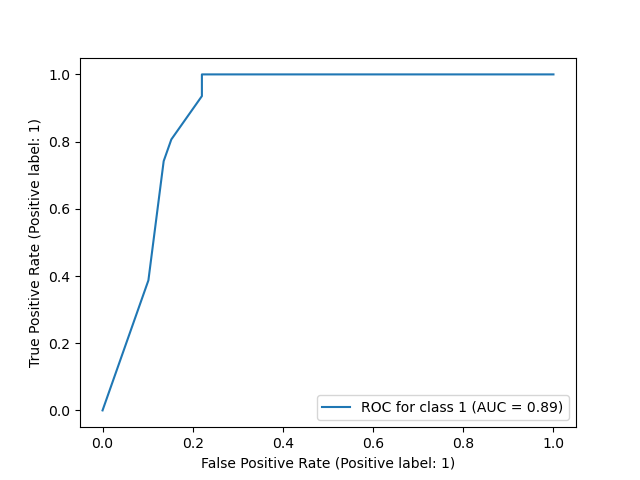 1.0
0.8
0.6
0.4
0.2
0.0
True Positive Rate (Positive label: 1)
ROC for class 1 (AUC = 0.89)
0.0 0.2 0.4 0.6 0.8 1.0
False Positive Rate (Positive label: 1)